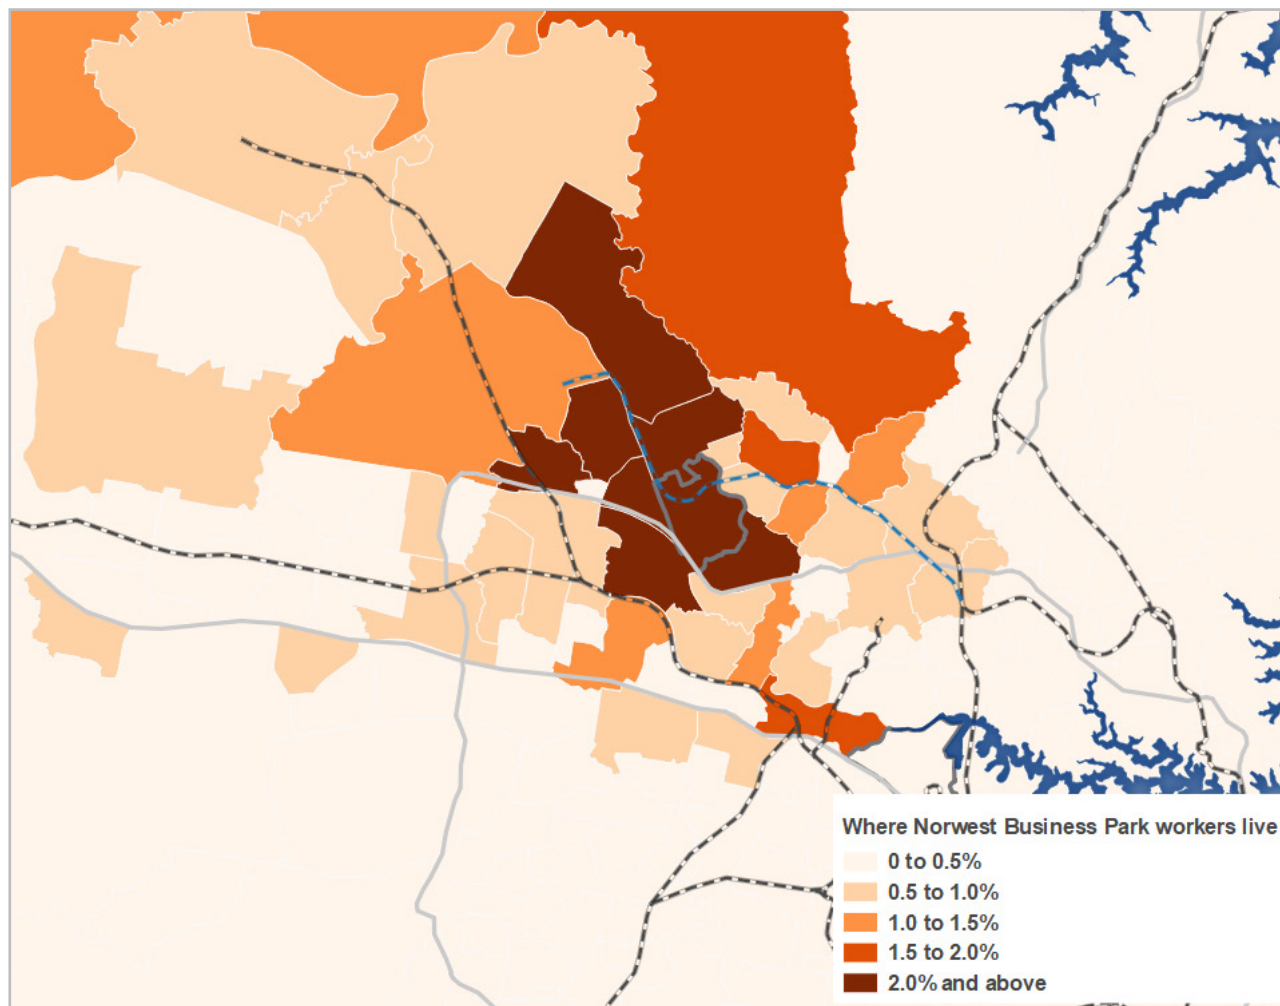 Where Norwest Business Park workers live
0 to 0.5%
0.5 to 1.0%
1.0 to 1.5%
1.5 to 2.0%
2.0% and above